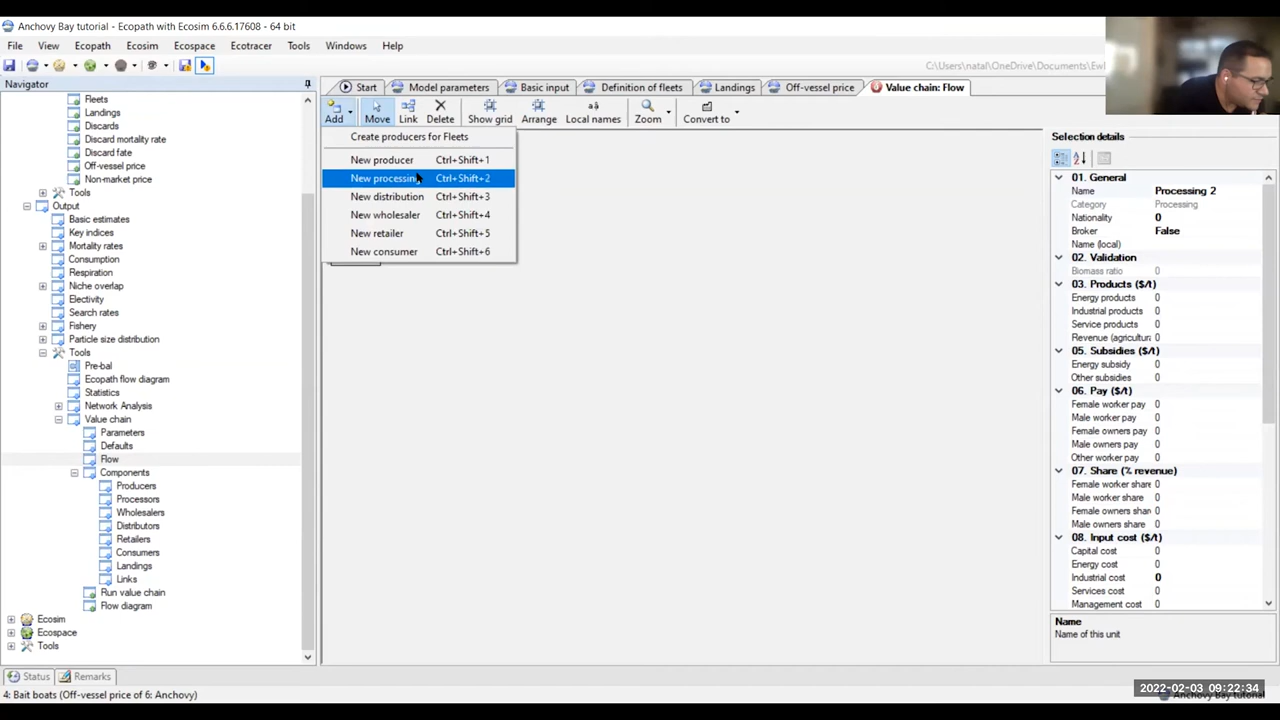 Anchovy Bay tutorial - Ecopath with Ecosim 6.6.6.17608 - 64 bit
File View Ecopath Ecosim Ecospace Ecotracer Tools Windows Help
C:\Users\natal\OneDrive\Documents\Ew
Navigator
Fleets
Landings
Discards
Discard mortality rate
Discard fate
Off-vessel price
Non-market price
Tools
Output
Basic estimates
Key indices
Mortality rates
Consumption
Respiration
Niche overlap
Electivity
Search rates
Fishery
Particle size distribution
Tools
Pre-bal
Ecopath flow diagram
Statistics
Network Analysis
Value chain
Parameters
Defaults
Flow
Components
Producers
Processors
Wholesalers
Distributors
Retailers
Consumers
Landings
Links
Run value chain
Flow diagram
Ecosim
Ecospace
Tools
Status Remarks
4: Bait boats (Off-vessel price of 6: Anchovy)
Start Model parameters Basic input Definition of fleets Landings Off-vessel price Value chain: Flow
Add Move Link Delete Show grid Arrange Local names Zoom Convert to
Create producers for Fleets
New producer Ctrl+Shift+1
New processing Ctrl+Shift+2
New distribution Ctrl+Shift+3
New wholesaler Ctrl+Shift+4
New retailer Ctrl+Shift+5
New consumer Ctrl+Shift+6
Selection details
01. General
Name Processing 2
Category Processing
Nationality 0
Broker False
Name (local)
02. Validation
Biomass ratio 0
03. Products ($/t)
Energy products 0
Industrial products 0
Service products 0
Revenue (agricultura 0
05. Subsidies ($/t)
Energy subsidy 0
Other subsidies 0
06. Pay ($/t)
Female worker pay 0
Male worker pay 0
Female owners pay 0
Male owners pay 0
Other worker pay 0
07. Share (% revenue)
Female worker share 0
Male worker share 0
Female owners shar 0
Male owners share 0
08. Input cost ($/t)
Capital cost 0
Energy cost 0
Industrial cost 0
Services cost 0
Management cost 0
Name
Name of this unit
2022-02-03 09:22:34